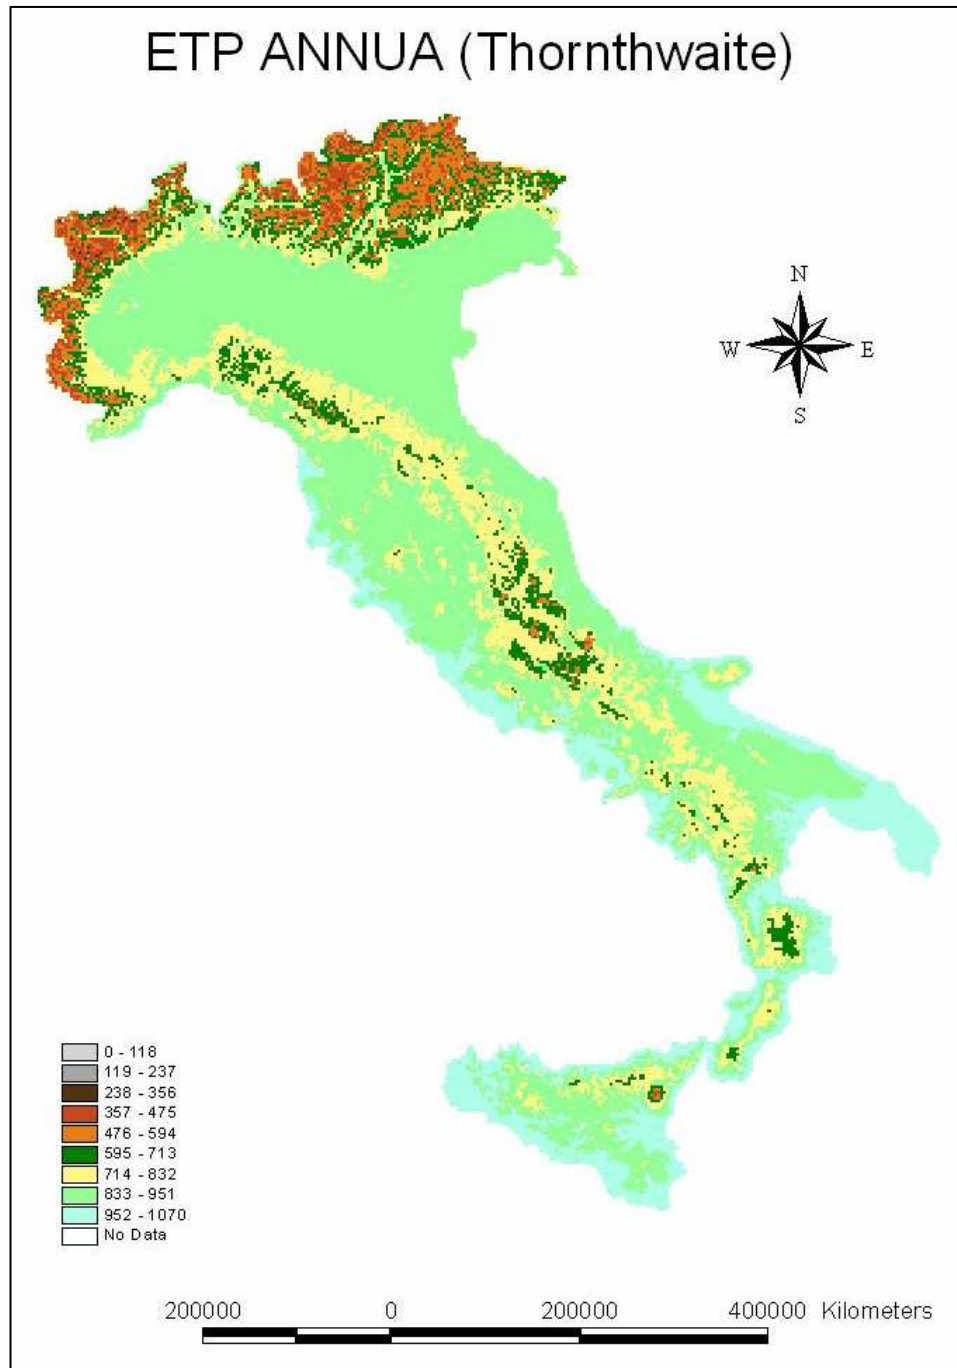 ETP ANNUA (Thornthwaite)
N
W E
S
0 - 118
119 - 237
238 - 356
357 - 475
476 - 594
595 - 713
714 - 832
833 - 951
952 - 1070
No Data
200000 0 200000 400000 Kilometers